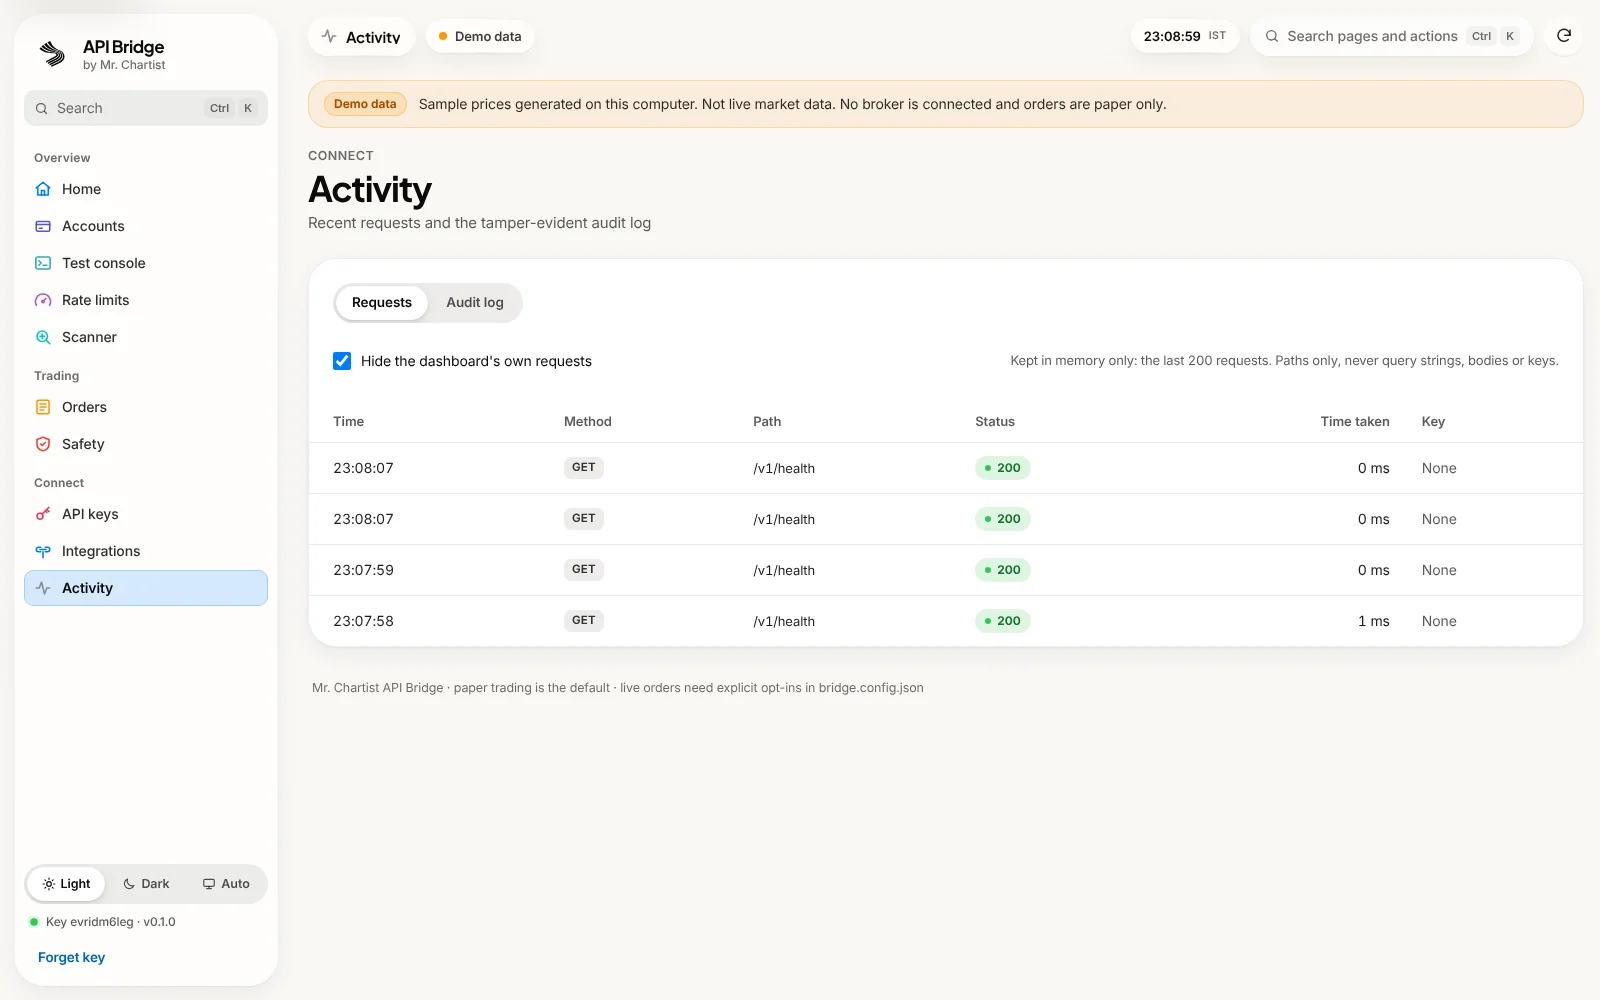 API Bridge
by Mr. Chartist
Search Ctrl K
Overview
Home
Accounts
Test console
Rate limits
Scanner
Trading
Orders
Safety
Connect
API keys
Integrations
Activity
Light Dark Auto
Key evridm6leg · v0.1.0
Forget key
Activity Demo data 23:08:59 IST Search pages and actions Ctrl K
Demo data Sample prices generated on this computer. Not live market data. No broker is connected and orders are paper only.
CONNECT
Activity
Recent requests and the tamper-evident audit log
Requests Audit log
Hide the dashboard's own requests Kept in memory only: the last 200 requests. Paths only, never query strings, bodies or keys.
Time Method Path Status Time taken Key
23:08:07 GET /v1/health 200 0 ms None
23:08:07 GET /v1/health 200 0 ms None
23:07:59 GET /v1/health 200 0 ms None
23:07:58 GET /v1/health 200 1 ms None
Mr. Chartist API Bridge · paper trading is the default · live orders need explicit opt-ins in bridge.config.json